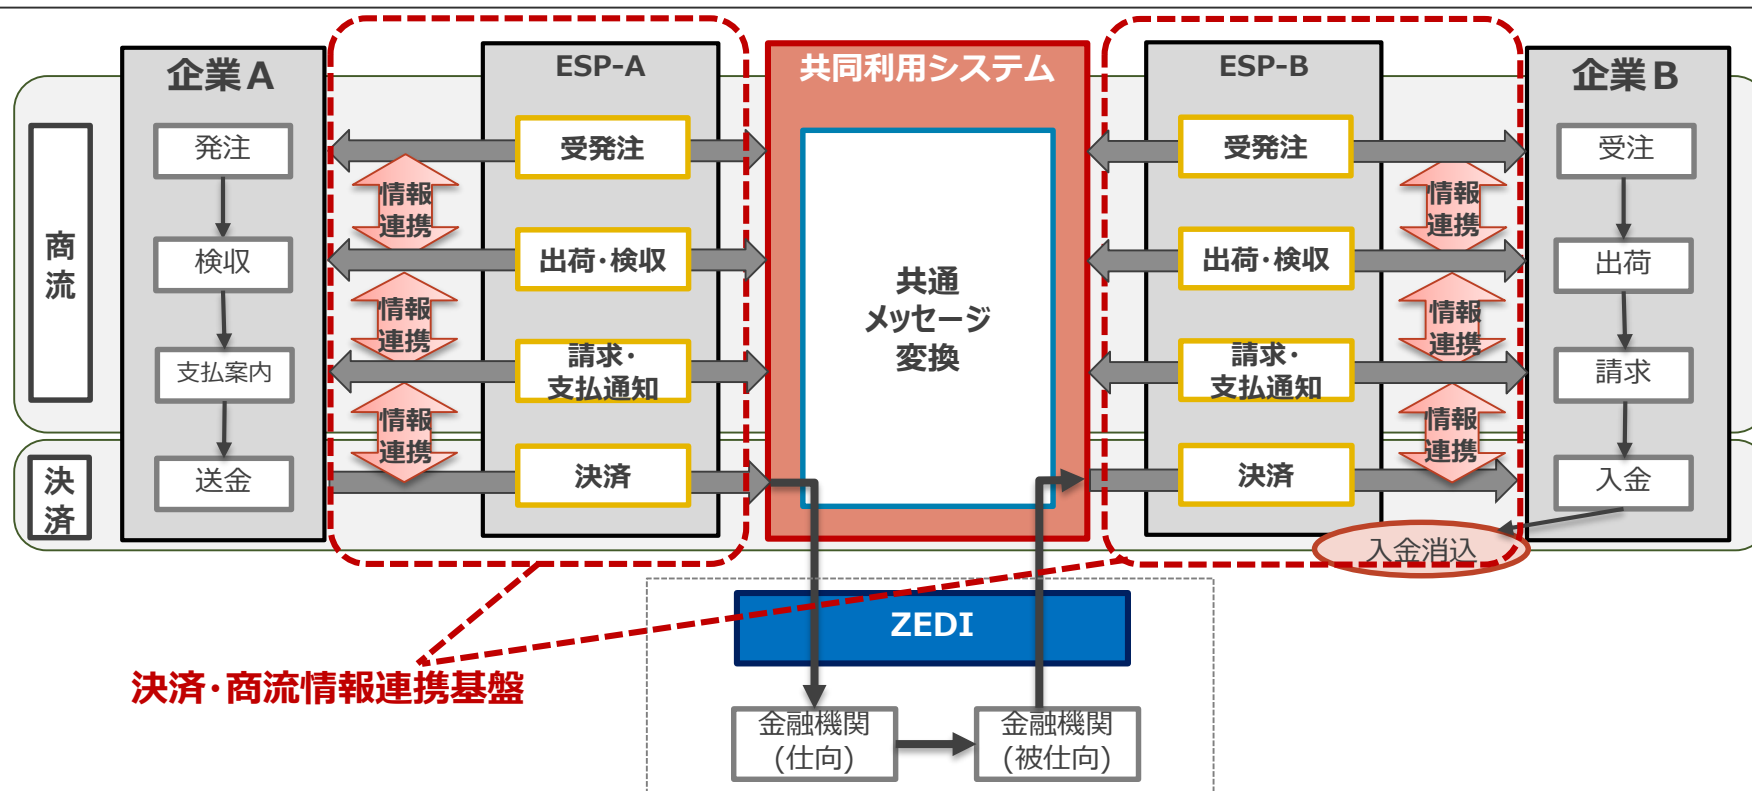 企業A
ESP-A
共同利用システム
ESP-B
企業B
商
流
発注
検収
支払案内
受発注
出荷・検収
請求・
支払通知
情報
連携
情報
連携
情報
連携
共通
メッセージ
変換
受発注
出荷・検収
請求・
支払通知
情報
連携
情報
連携
情報
連携
受注
出荷
請求
決
済
送金
決済
決済
入金
入金消込
ZEDI
決済・商流情報連携基盤
金融機関
(仕向)
金融機関
(被仕向)